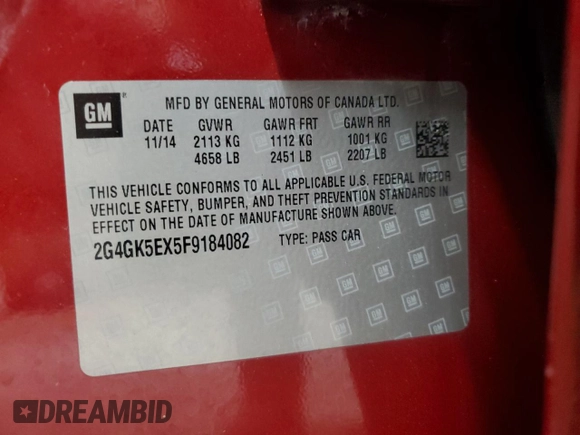 GM
MFD BY GENERAL MOTORS OF CANADA LTD.
DATE GVWR GAWR FRT GAWR RR
11/14 2113 KG 1112 KG 1001 KG
4658 LB 2451 LB 2207 LB
THIS VEHICLE CONFORMS TO ALL APPLICABLE U.S. FEDERAL MOTOR
VEHICLE SAFETY, BUMPER, AND THEFT PREVENTION STANDARDS IN
EFFECT ON THE DATE OF MANUFACTURE SHOWN ABOVE.
2G4GK5EX5F9184082 TYPE: PASS CAR
DREAMBID